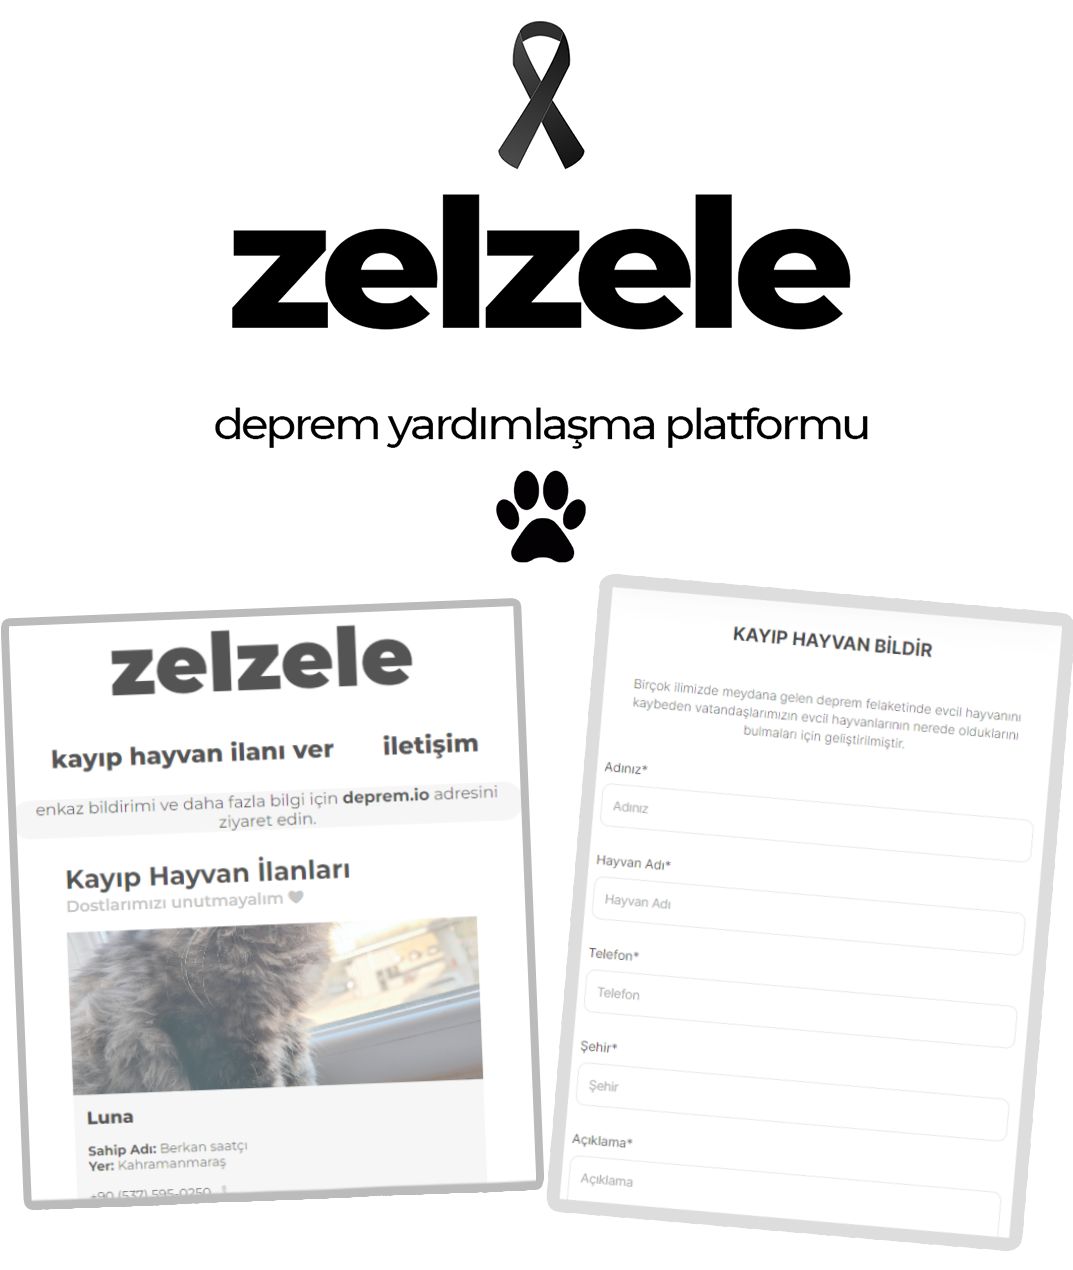 zelzele
deprem yardımlaşma platformu
zelzele
kayıp hayvan ilanı ver
iletişim
enkaz bildirimi ve daha fazla bilgi için deprem.io adresini
ziyaret edin.
Kayıp Hayvan İlanları
Dostlarımızı unutmayalım
Luna
Sahip Adı: Berkan saatçı
Yer: Kahramanmaraş
+90 (537) 595-0250
KAYIP HAYVAN BİLDİR
Birçok ilimizde meydana gelen deprem felaketinde evcil hayvanını
kaybeden vatandaşlarımızın evcil hayvanlarının nerede olduklarını
bulmaları için geliştirilmiştir.
Adınız*
Adınız
Hayvan Adı*
Hayvan Adı
Telefon*
Telefon
Şehir*
Şehir
Açıklama*
Açıklama